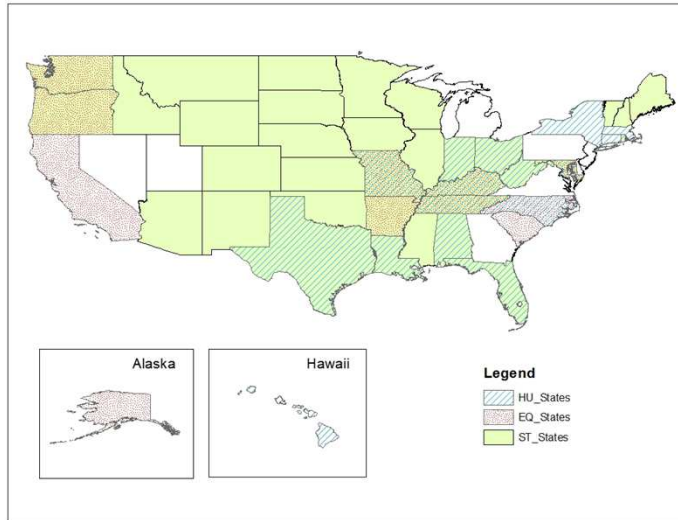 Alaska
Hawaii
Legend
HU_States
EQ_States
ST_States